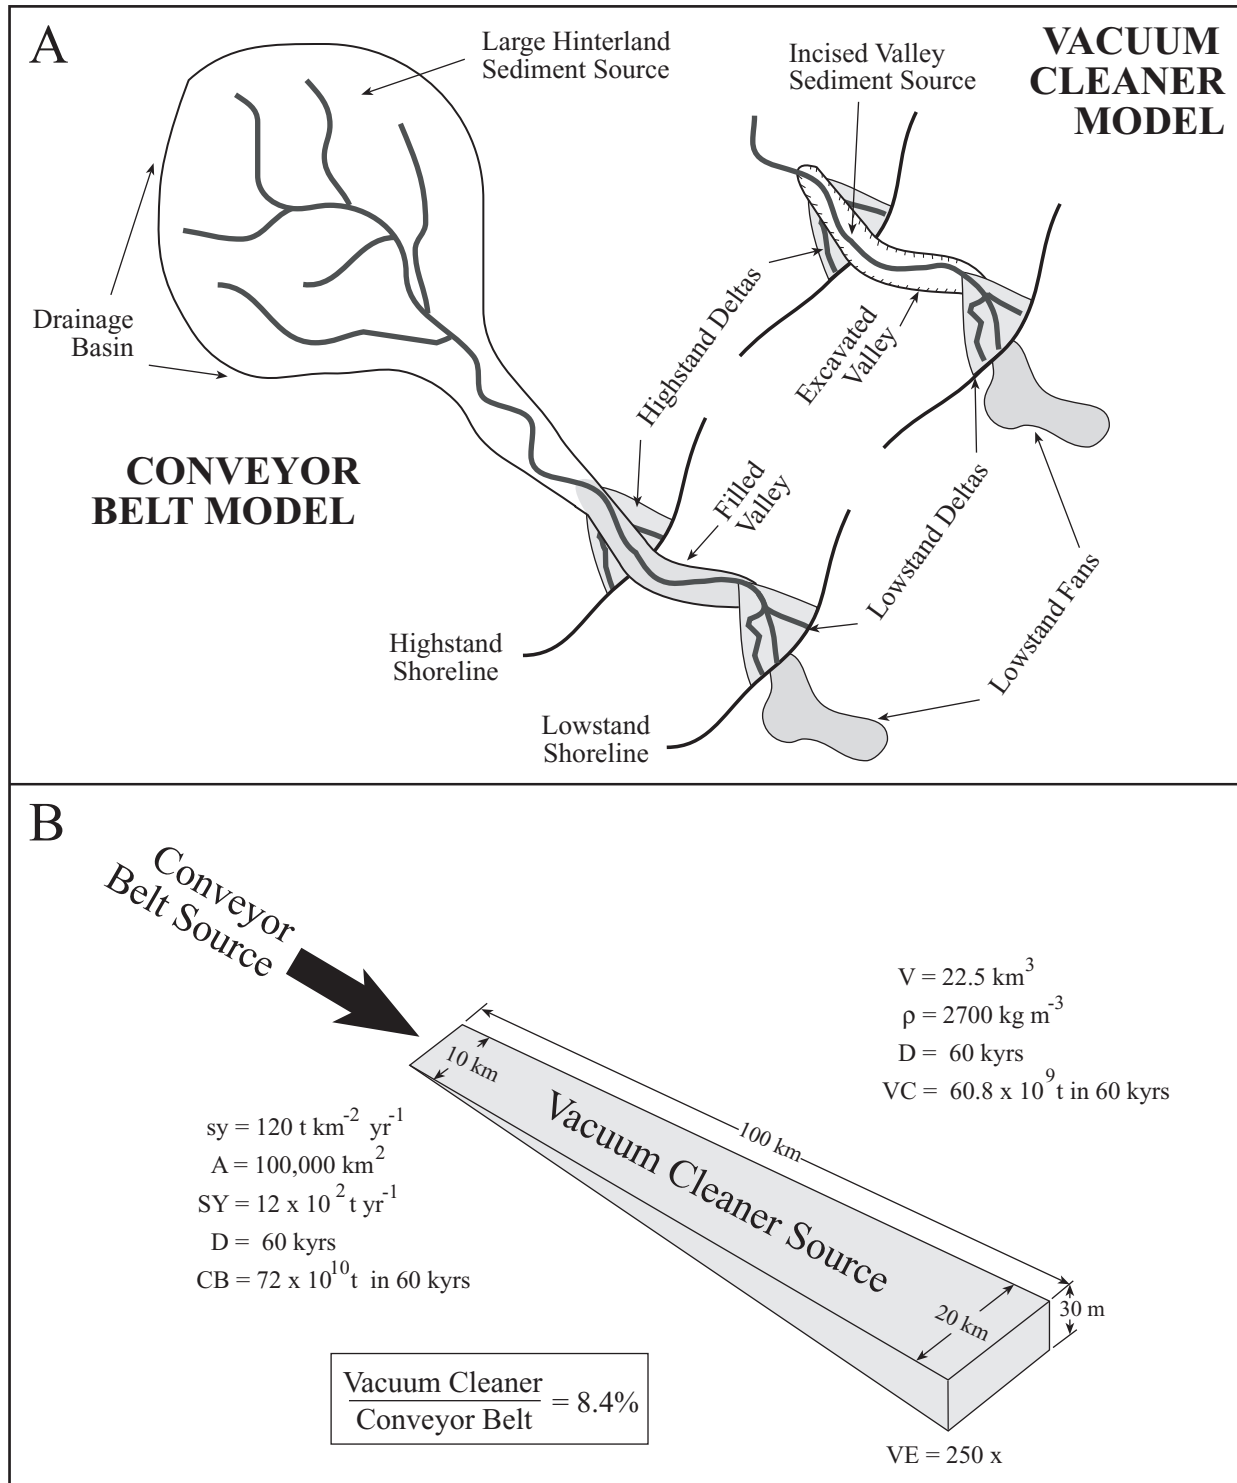 A
Large Hinterland
Sediment Source
Incised Valley
Sediment Source
VACUUM
CLEANER
MODEL
Drainage
Basin
Highstand Deltas
Excavated
Valley
CONVEYOR
BELT MODEL
Filled
Valley
Lowstand Deltas
Lowstand Fans
Highstand
Shoreline
Lowstand
Shoreline
B
Conveyor
Belt Source
V = 22.5 km³
ρ = 2700 kg m⁻³
D = 60 kyrs
VC = 60.8 x 10⁹ t in 60 kyrs
10 km
100 km
Vacuum Cleaner Source
20 km
30 m
sy = 120 t km⁻² yr⁻¹
A = 100,000 km²
SY = 12 x 10² t yr⁻¹
D = 60 kyrs
CB = 72 x 10¹⁰ t in 60 kyrs
Vacuum Cleaner
Conveyor Belt
= 8.4%
VE = 250 x